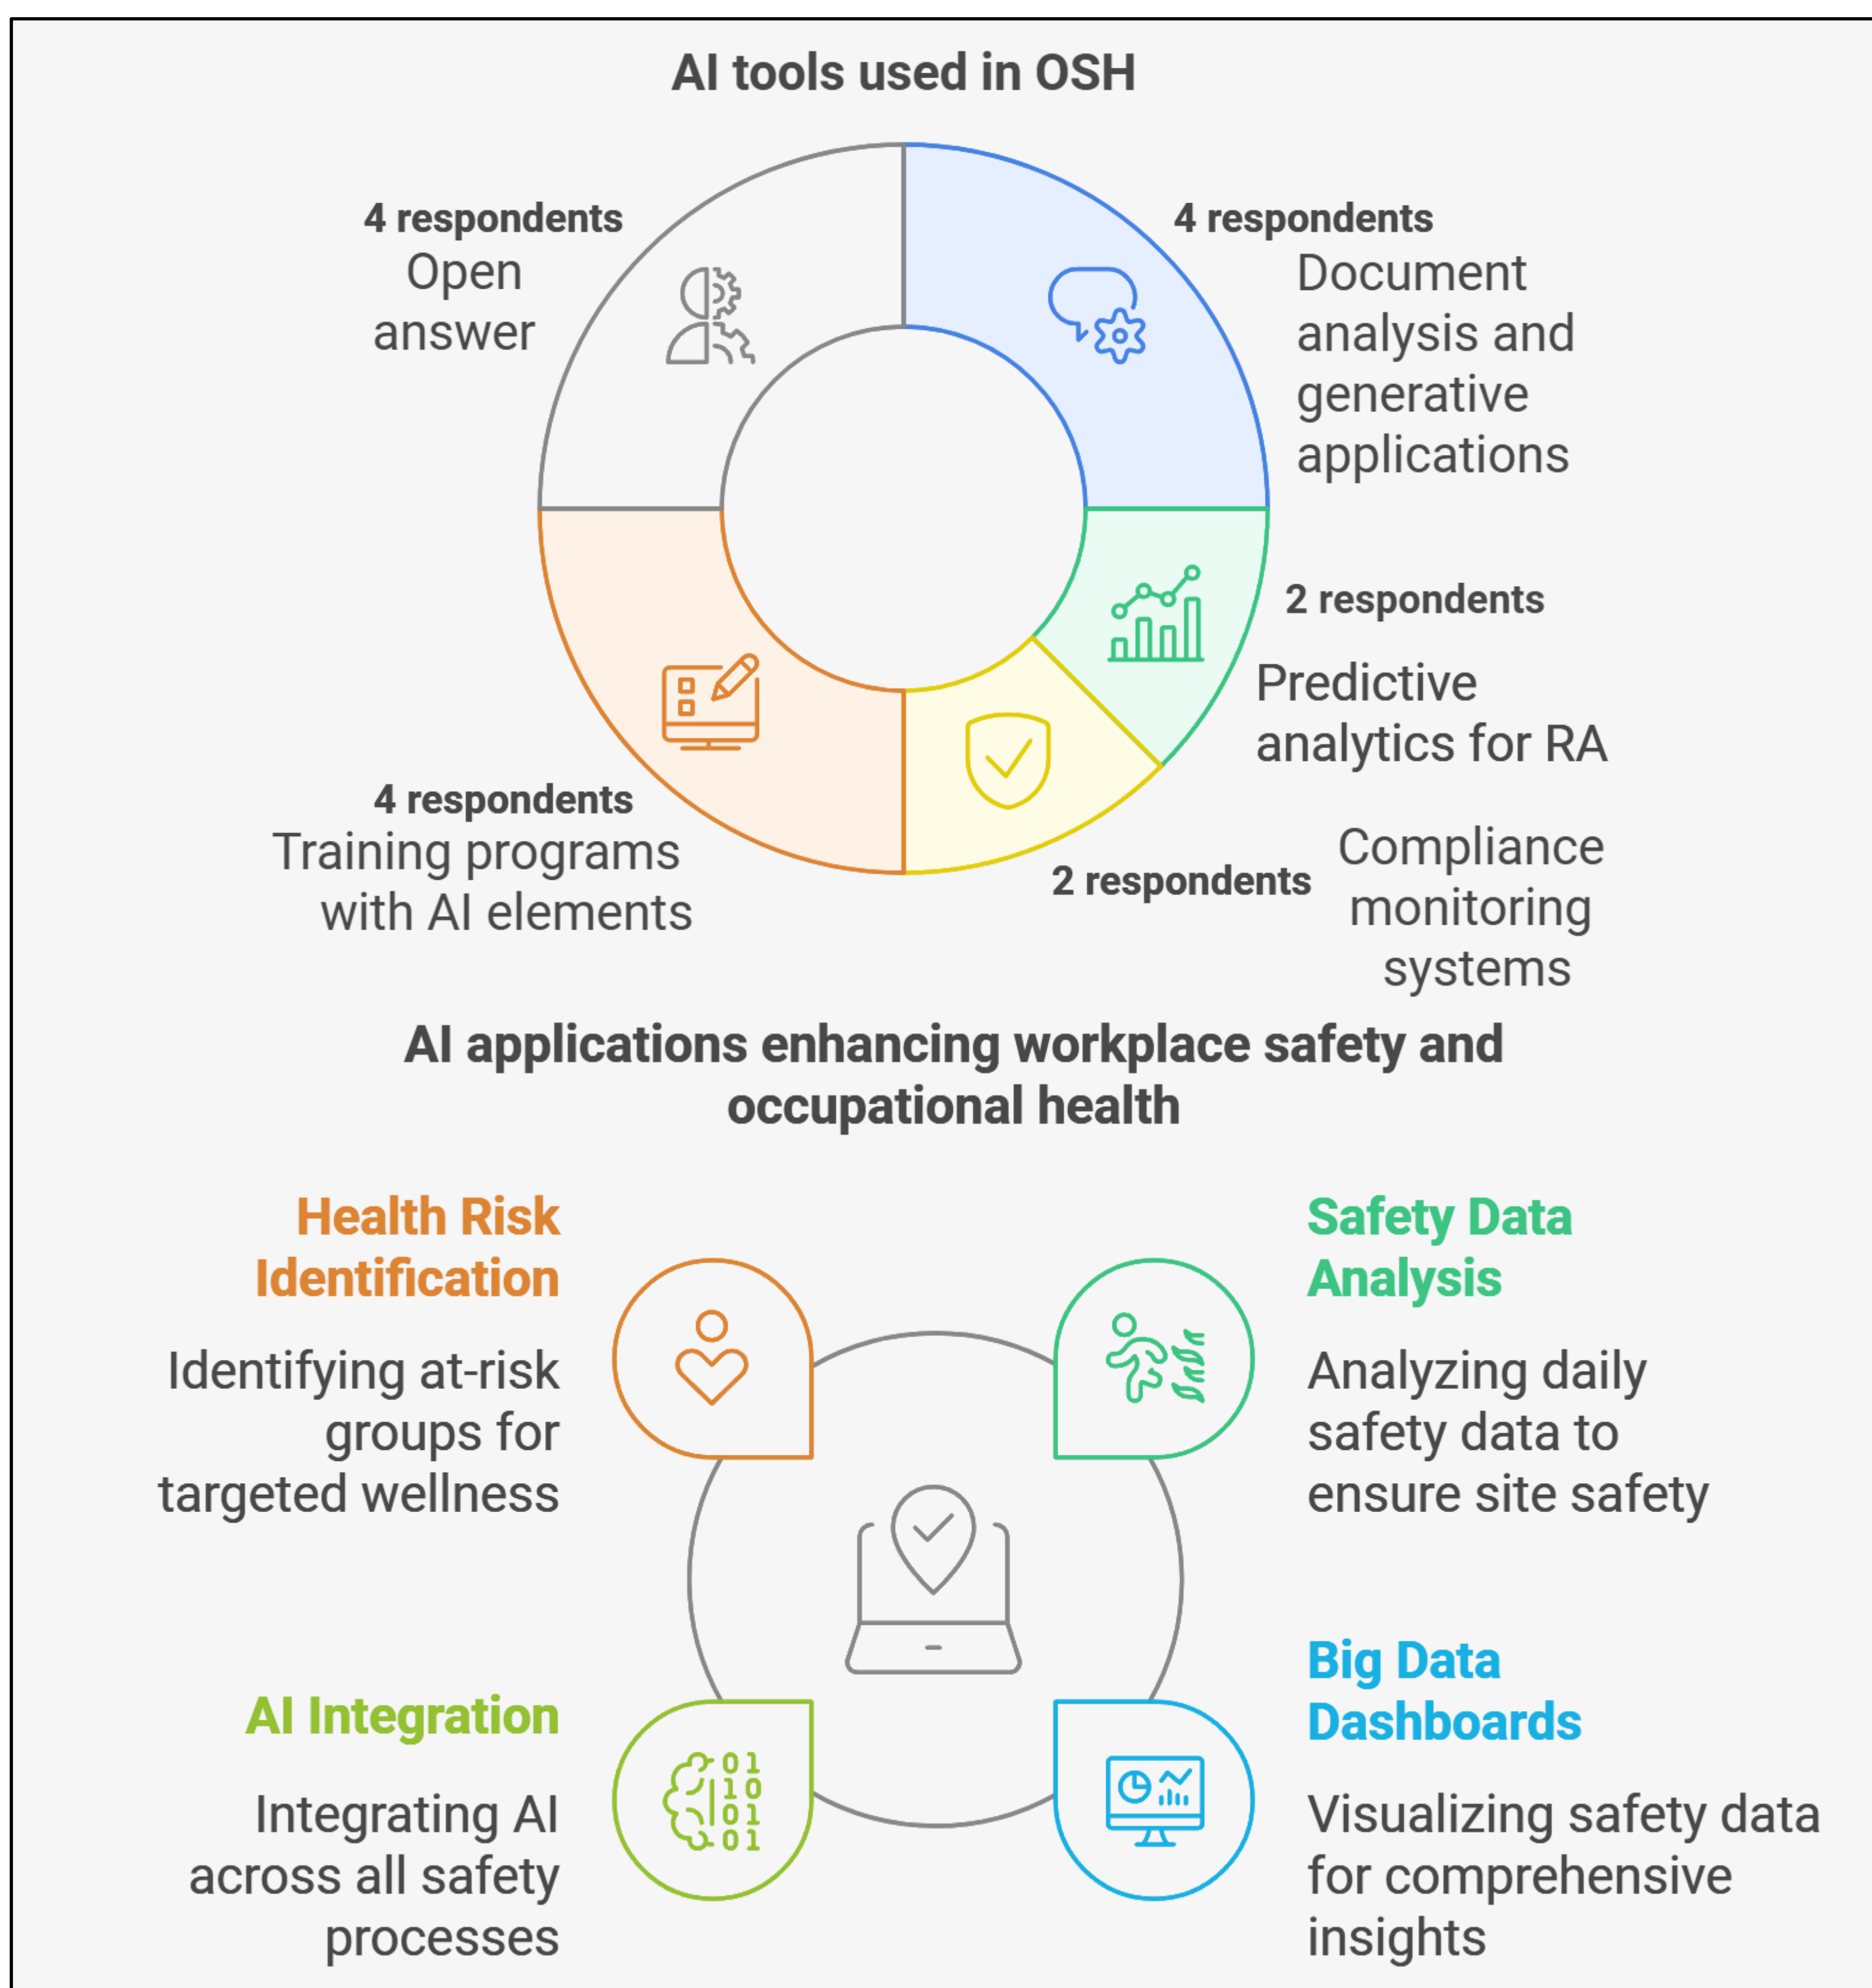 AI tools used in OSH
4 respondents
Open
answer
4 respondents
Document
analysis and
generative
applications
2 respondents
Predictive
analytics for RA
4 respondents
Training programs
with AI elements
2 respondents
Compliance
monitoring
systems
AI applications enhancing workplace safety and
occupational health
Health Risk
Identification
Identifying at-risk
groups for
targeted wellness
Safety Data
Analysis
Analyzing daily
safety data to
ensure site safety
AI Integration
Integrating AI
across all safety
processes
01
10
01
01
Big Data
Dashboards
Visualizing safety data
for comprehensive
insights